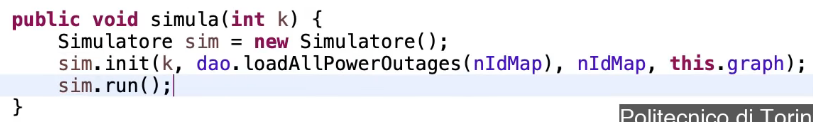 public void simula(int k) {
    Simulatore sim = new Simulatore();
    sim.init(k, dao.loadAllPowerOutages(nIdMap), nIdMap, this.graph);
    sim.run();
}
Politecnico di Torin